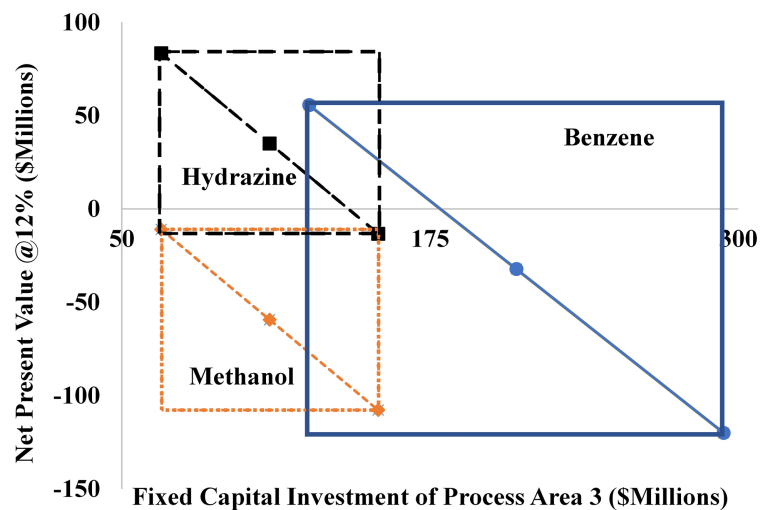 Net Present Value @12% ($Millions)
100
50
0
-50
-100
-150
50
175
300
Hydrazine
Benzene
Methanol
Fixed Capital Investment of Process Area 3 ($Millions)